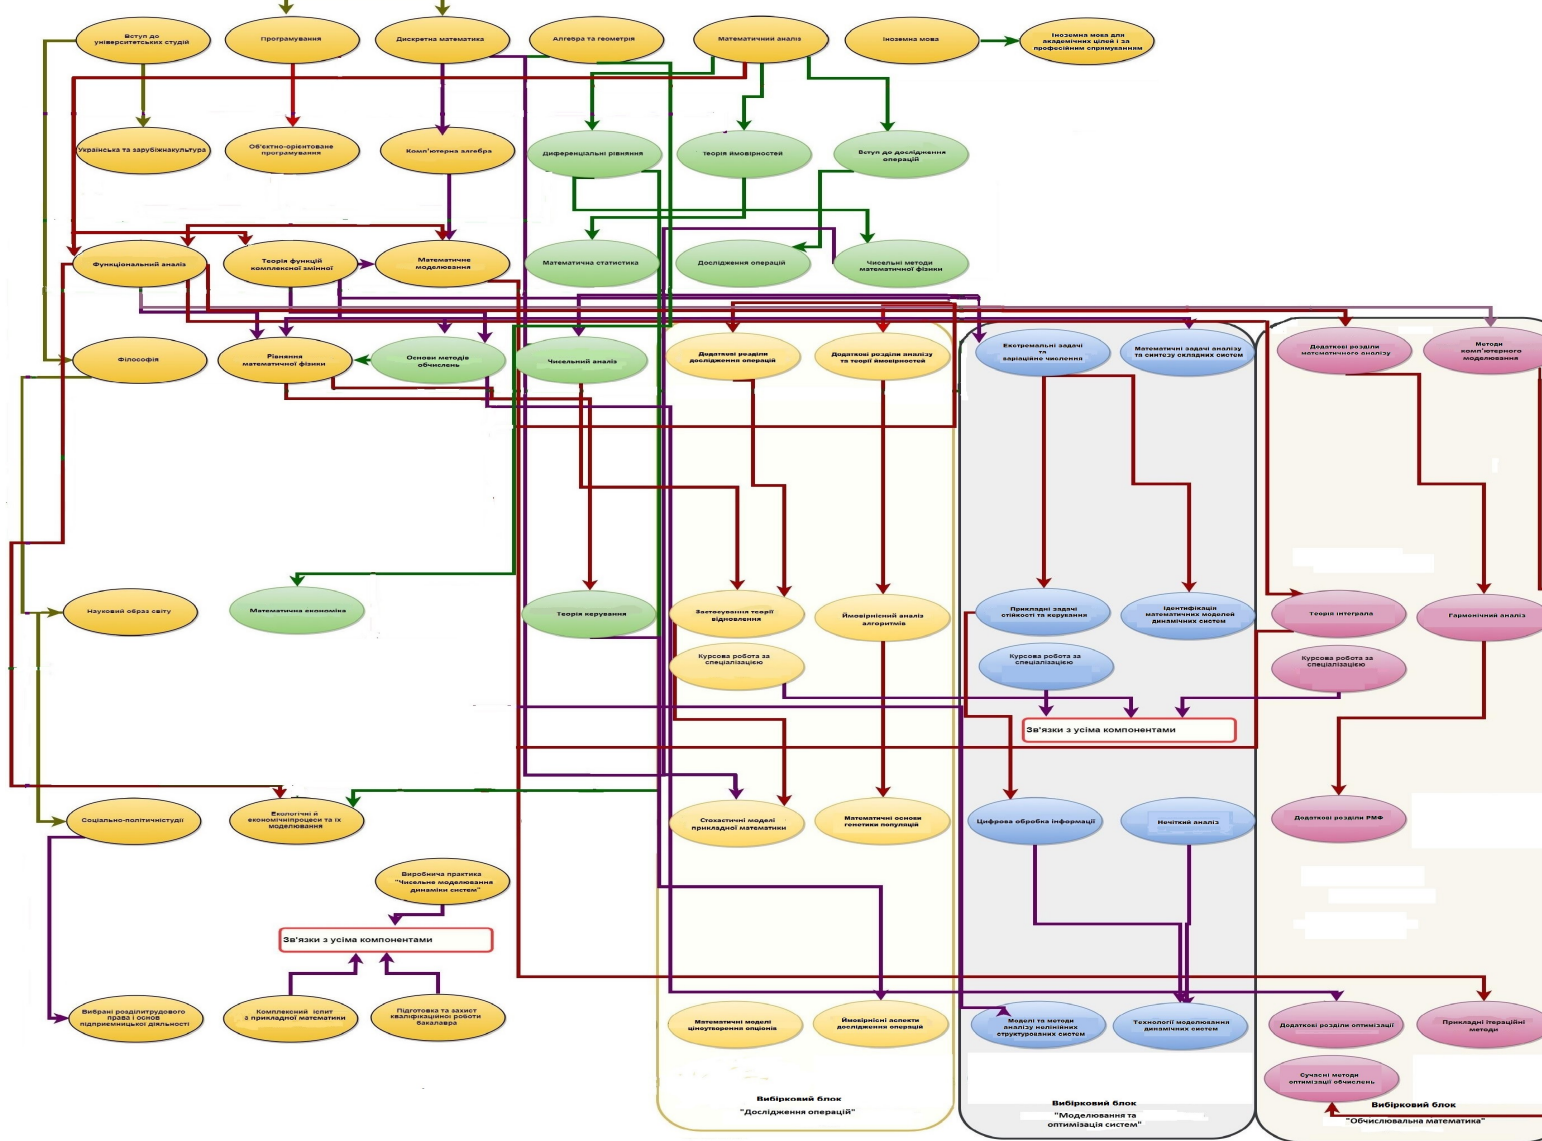 Вступ до
університетських студій
Програмування
Дискретна математика
Алгебра та геометрія
Математичний аналіз
Іноземна мова
Іноземна мова для
академічних цілей і за
професійним спрямуванням
Українська та зарубіжнакультура
Об'єктно-орієнтоване
програмування
Комп'ютерна алгебра
Диференціальні рівняння
Теорія ймовірностей
Вступ до дослідження
операцій
Функціональний аналіз
Теорія функцій
комплексної змінної
Математичне
моделювання
Математична статистика
Дослідження операцій
Чисельні методи
математичної фізики
Філософія
Рівняння
математичної фізики
Основи методів
обчислень
Чисельний аналіз
Додаткові розділи
дослідження операцій
Додаткові розділи аналізу
та теорії ймовірностей
Екстремальні задачі
та
варіаційне числення
Математичні задачі аналізу
та синтезу складних систем
Додаткові розділи
математичного аналізу
Методи
комп'ютерного
моделювання
Науковий образ світу
Математична економіка
Теорія керування
Застосування теорії
відновлення
Ймовірнісний аналіз
алгоритмів
Прикладні задачі
стійкості та керування
Ідентифікація
математичних моделей
динамічних систем
Теорія інтеграла
Гармонічний аналіз
Курсова робота за
спеціалізацією
Курсова робота за
спеціалізацією
Курсова робота за
спеціалізацією
Зв'язки з усіма компонентами
Соціально-політичністудії
Екологічні й
економічніпроцеси та їх
моделювання
Стохастичні моделі
прикладної математики
Математичні основи
генетики популяцій
Цифрова обробка інформації
Нечіткий аналіз
Додаткові розділи РМФ
Виробнича практика
"Чисельне моделювання
динаміки систем"
Зв'язки з усіма компонентами
Вибрані розділитрудового
права і основ
підприємницької діяльності
Комплексний іспит
з прикладної математики
Підготовка та захист
кваліфікаційної роботи
бакалавра
Математичні моделі
ціноутворення опціонів
Ймовірнісні аспекти
дослідження операцій
Моделі та методи
аналізу нелінійних
структурованих систем
Технології моделювання
динамічних систем
Додаткові розділи оптимізації
Прикладні ітераційні
методи
Сучасні методи
оптимізації обчислень
Вибірковий блок
"Дослідження операцій"
Вибірковий блок
"Моделювання та
оптимізація систем"
Вибірковий блок
"Обчислювальна математика"